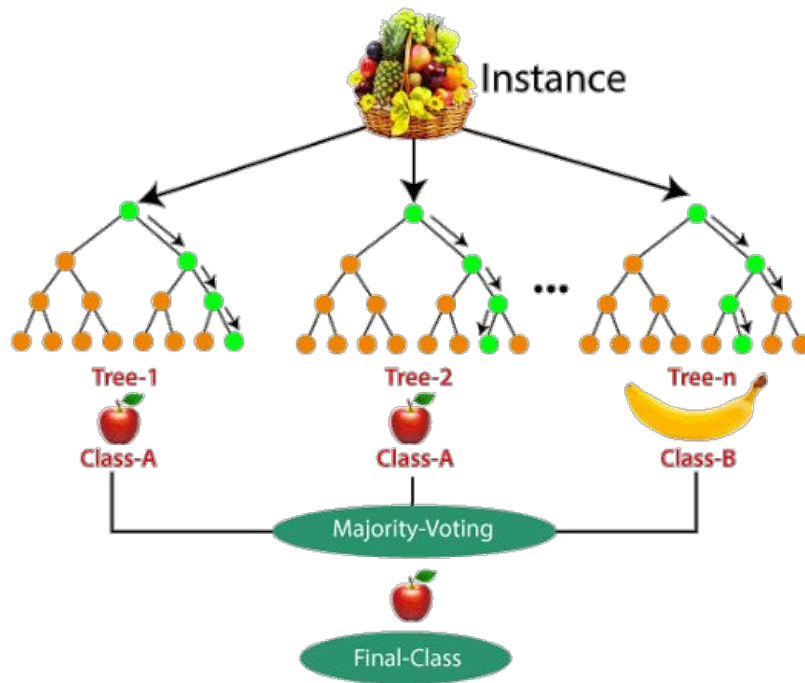 Instance
...
Tree-1
Tree-2
Tree-n
Class-A
Class-A
Class-B
Majority-Voting
Final-Class